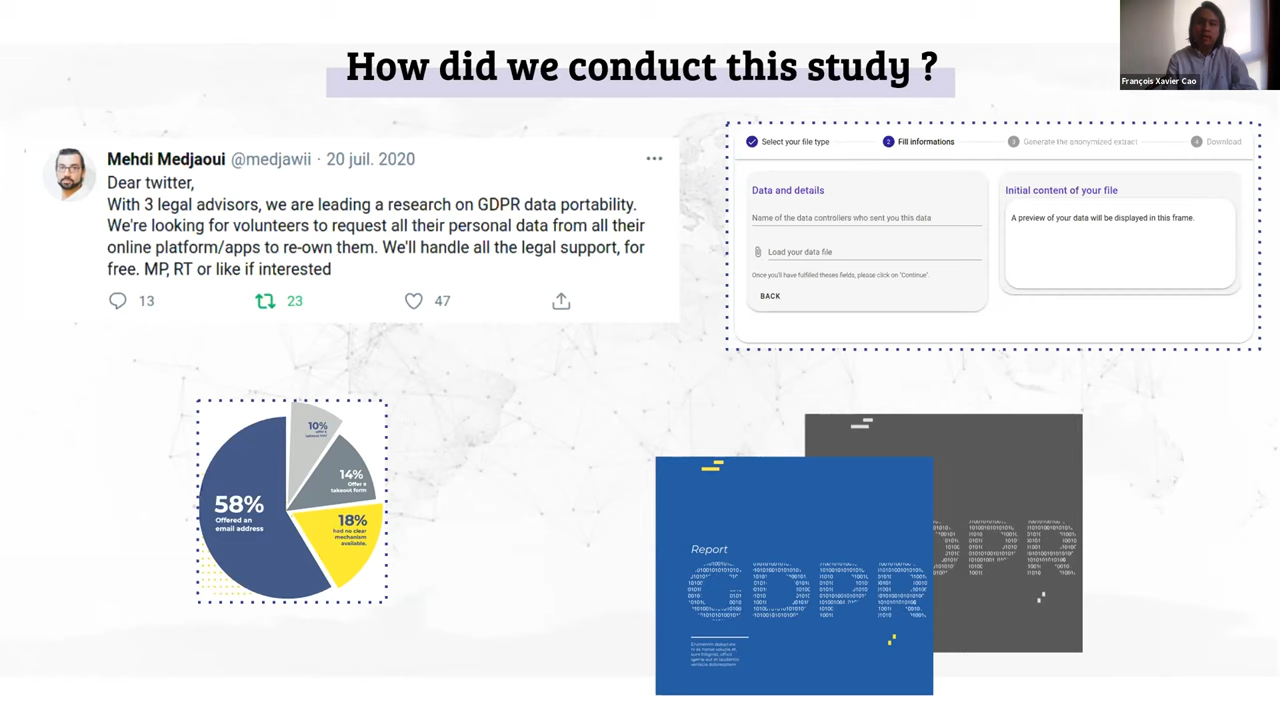 How did we conduct this study ?
François Xavier Cao
Mehdi Medjaoui @medjawii · 20 juil. 2020
Dear twitter,
With 3 legal advisors, we are leading a research on GDPR data portability.
We're looking for volunteers to request all their personal data from all their
online platform/apps to re-own them. We'll handle all the legal support, for
free. MP, RT or like if interested
13 23 47
Select your file type 2 Fill informations 3 Generate the anonymized extract 4 Download
Data and details
Name of the data controllers who sent you this data
Load your data file
Once you'll have fulfilled theses fields, please click on "Continue".
BACK
Initial content of your file
A preview of your data will be displayed in this frame.
10%
14%
Offer a
takeout form
58%
Offered an
email address
18%
had no clear
mechanism
available.
Report
GDPR